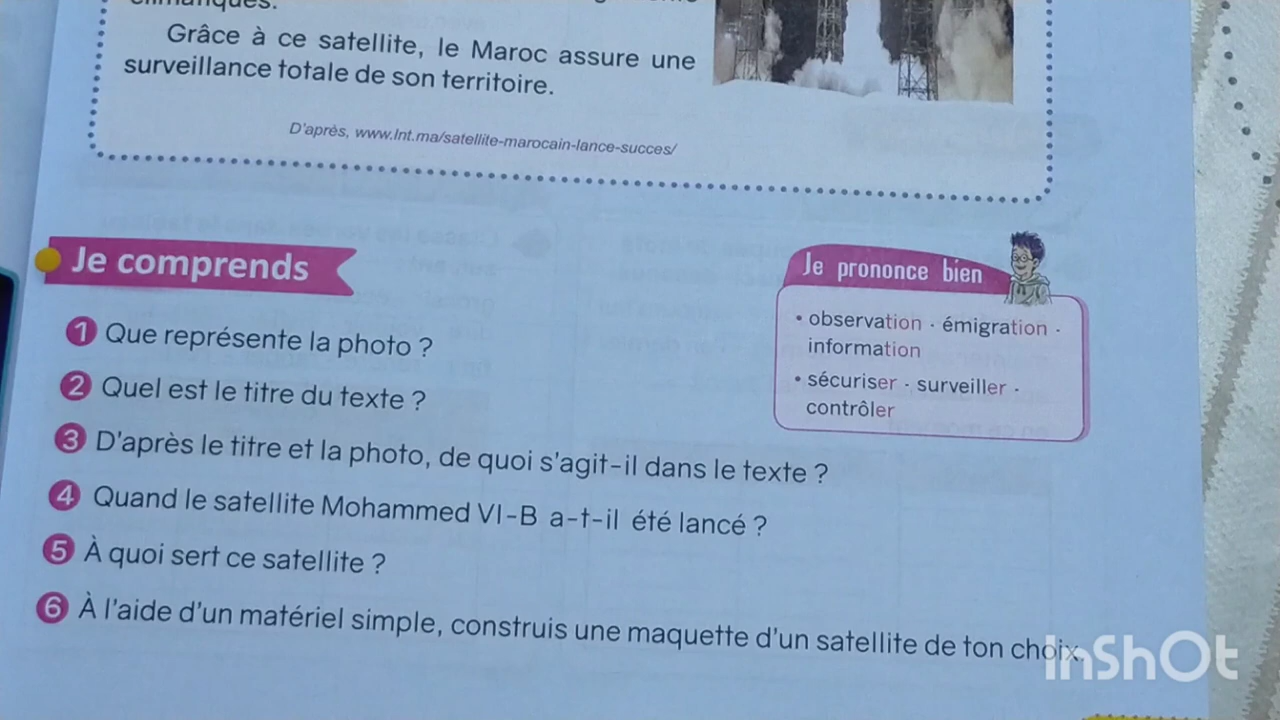 climatiques.
Grâce à ce satellite, le Maroc assure une
surveillance totale de son territoire.
D'après, www.lnt.ma/satellite-marocain-lance-succes/
Je comprends
1 Que représente la photo ?
2 Quel est le titre du texte ?
3 D'après le titre et la photo, de quoi s'agit-il dans le texte ?
4 Quand le satellite Mohammed VI-B a-t-il été lancé ?
5 À quoi sert ce satellite ?
6 À l'aide d'un matériel simple, construis une maquette d'un satellite de ton choix.
Je prononce bien
• observation · émigration ·
information
• sécuriser · surveiller ·
contrôler
InShOt